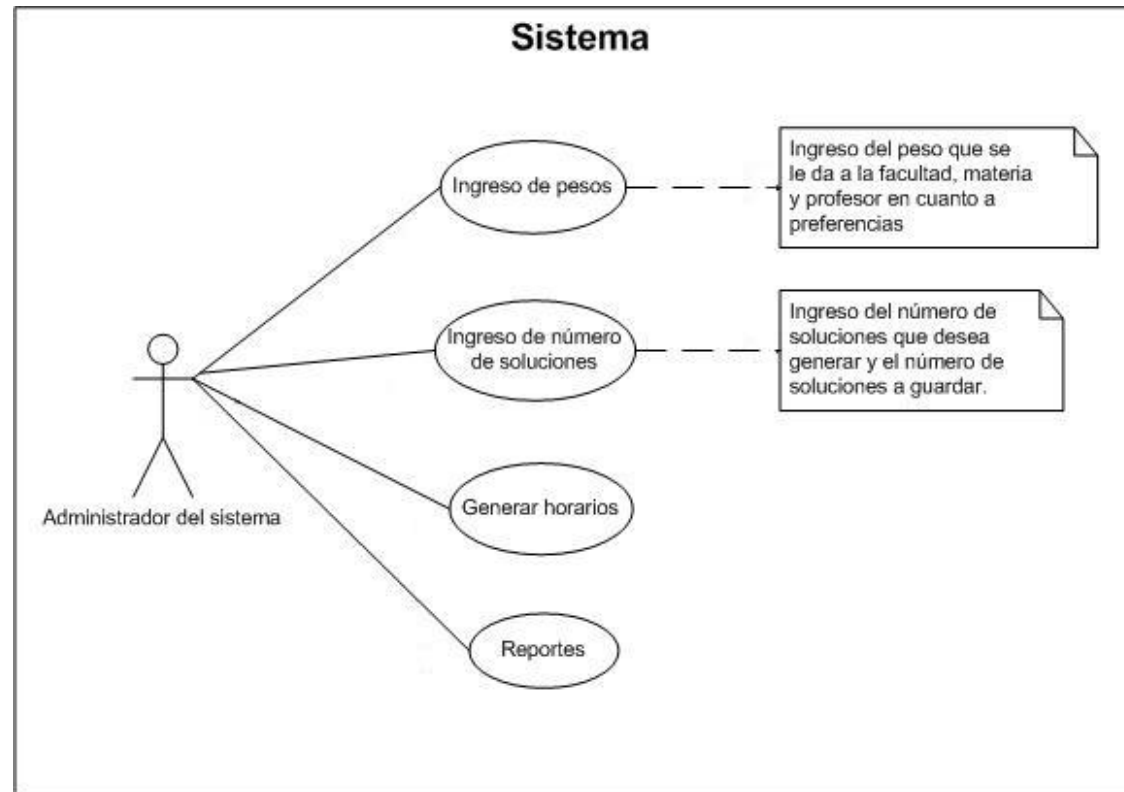 Sistema
Ingreso de pesos
Ingreso del peso que se
le da a la facultad, materia
y profesor en cuanto a
preferencias
Ingreso de número
de soluciones
Ingreso del número de
soluciones que desea
generar y el número de
soluciones a guardar.
Administrador del sistema
Generar horarios
Reportes